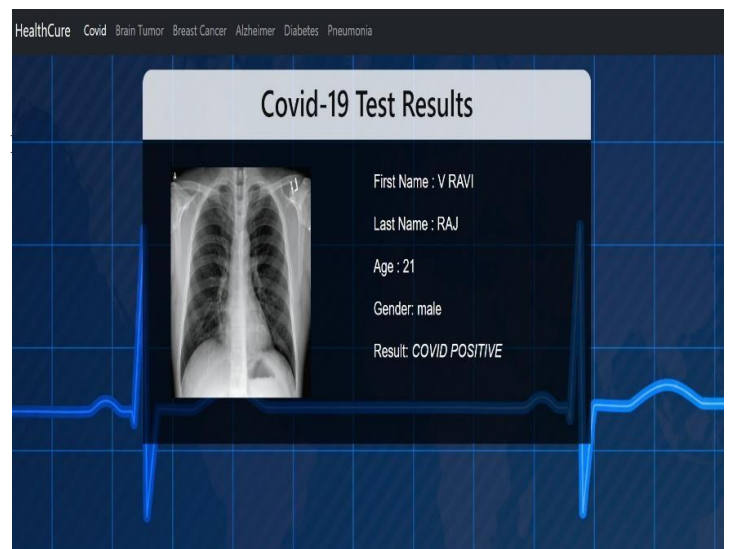 HealthCure Covid Brain Tumor Breast Cancer Alzheimer Diabetes Pneumonia
Covid-19 Test Results
First Name : V RAVI
Last Name : RAJ
Age : 21
Gender: male
Result: COVID POSITIVE